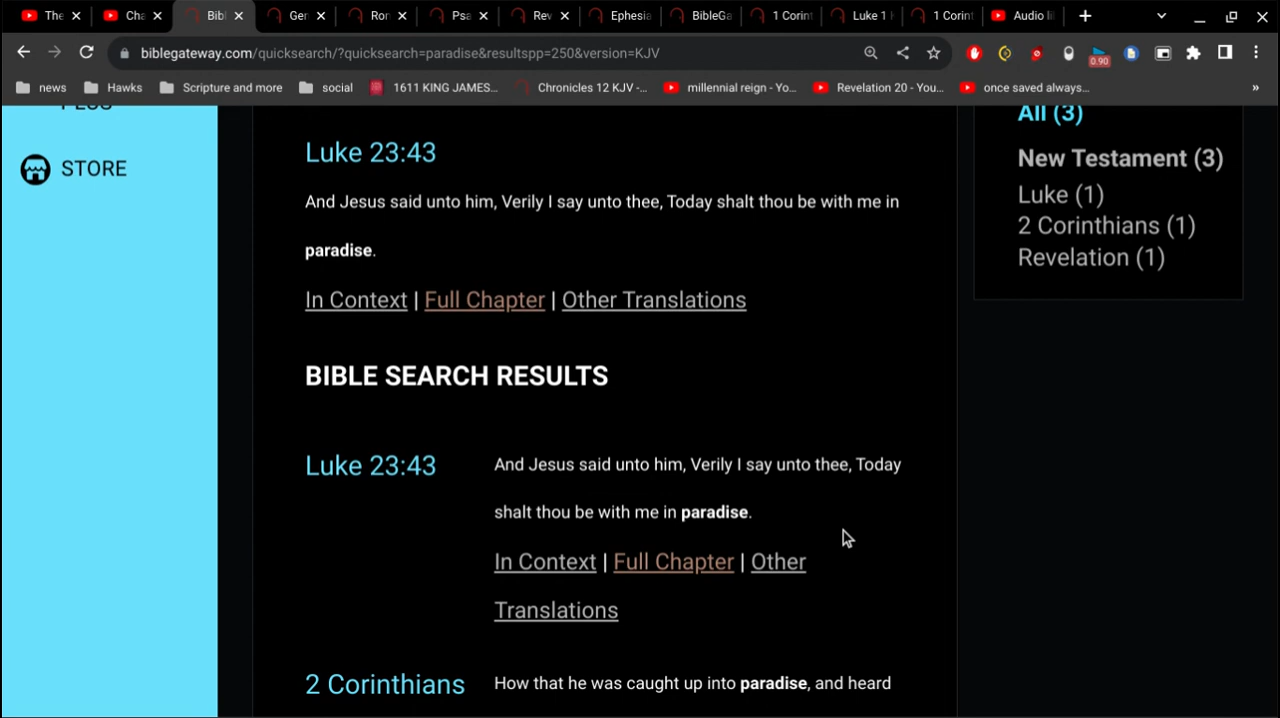 The
Cha
Bibl
Ger
Ror
Psa
Rev
Ephesia
BibleGa
1 Corint
Luke 1
1 Corint
Audio li
biblegateway.com/quicksearch/?quicksearch=paradise&resultspp=250&version=KJV
0.90
news
Hawks
Scripture and more
social
1611 KING JAMES...
Chronicles 12 KJV -...
millennial reign - Yo...
Revelation 20 - You...
once saved always...
»
PLUS
STORE
Luke 23:43
And Jesus said unto him, Verily I say unto thee, Today shalt thou be with me in
paradise.
In Context | Full Chapter | Other Translations
BIBLE SEARCH RESULTS
Luke 23:43
And Jesus said unto him, Verily I say unto thee, Today
shalt thou be with me in paradise.
In Context | Full Chapter | Other
Translations
2 Corinthians
How that he was caught up into paradise, and heard
All (3)
New Testament (3)
Luke (1)
2 Corinthians (1)
Revelation (1)